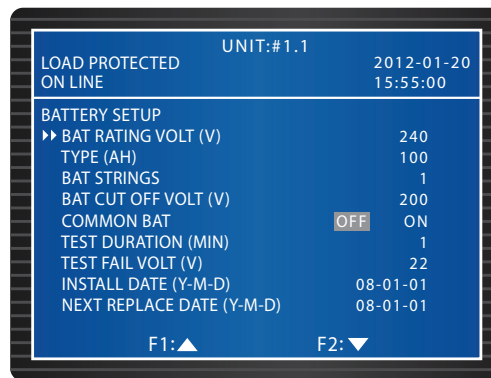 UNIT:#1.1
LOAD PROTECTED 2012-01-20
ON LINE 15:55:00
BATTERY SETUP
BAT RATING VOLT (V) 240
TYPE (AH) 100
BAT STRINGS 1
BAT CUT OFF VOLT (V) 200
COMMON BAT OFF ON
TEST DURATION (MIN) 1
TEST FAIL VOLT (V) 22
INSTALL DATE (Y-M-D) 08-01-01
NEXT REPLACE DATE (Y-M-D) 08-01-01
F1: F2: